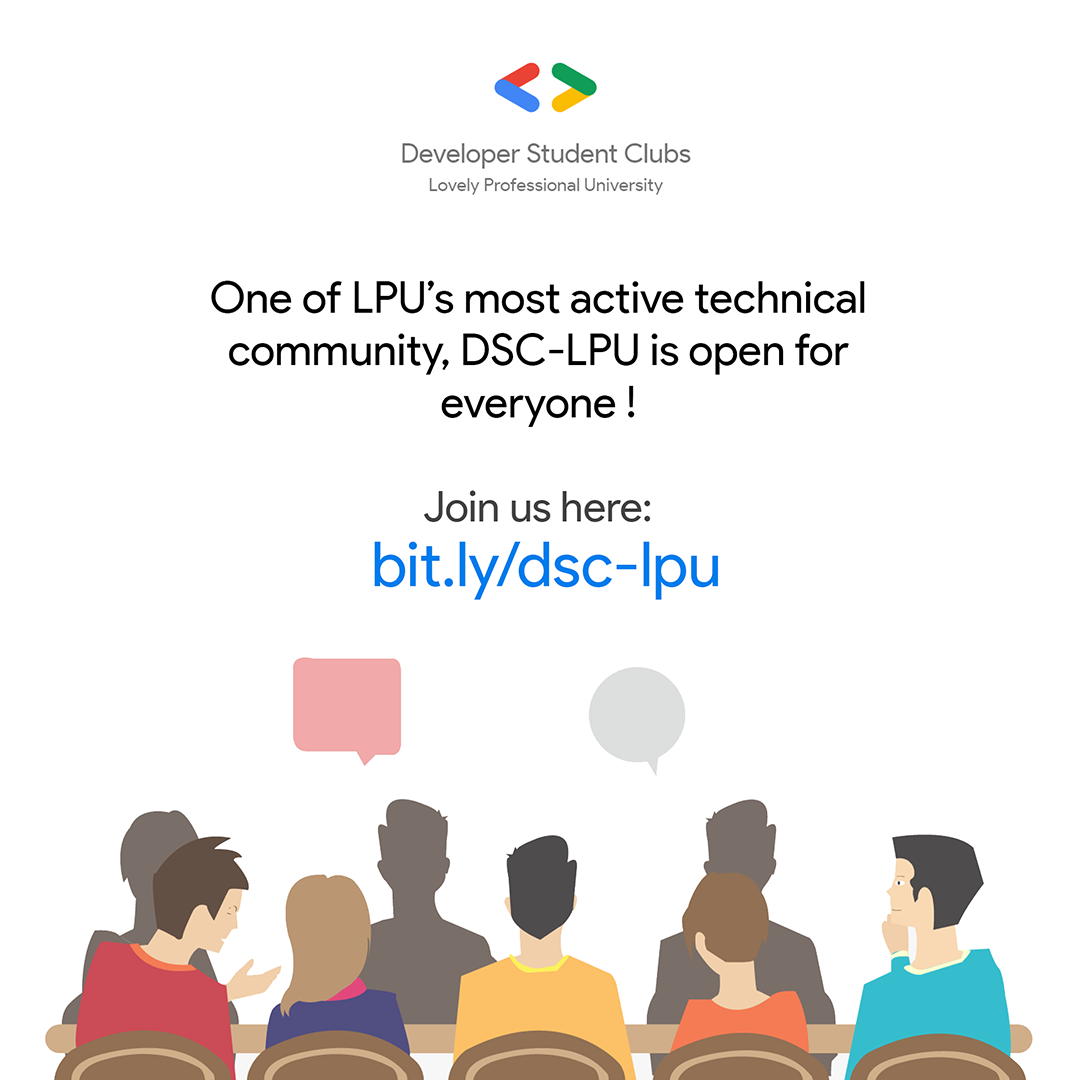 Developer Student Clubs
Lovely Professional University
One of LPU’s most active technical
community, DSC-LPU is open for
everyone !
Join us here:
bit.ly/dsc-lpu